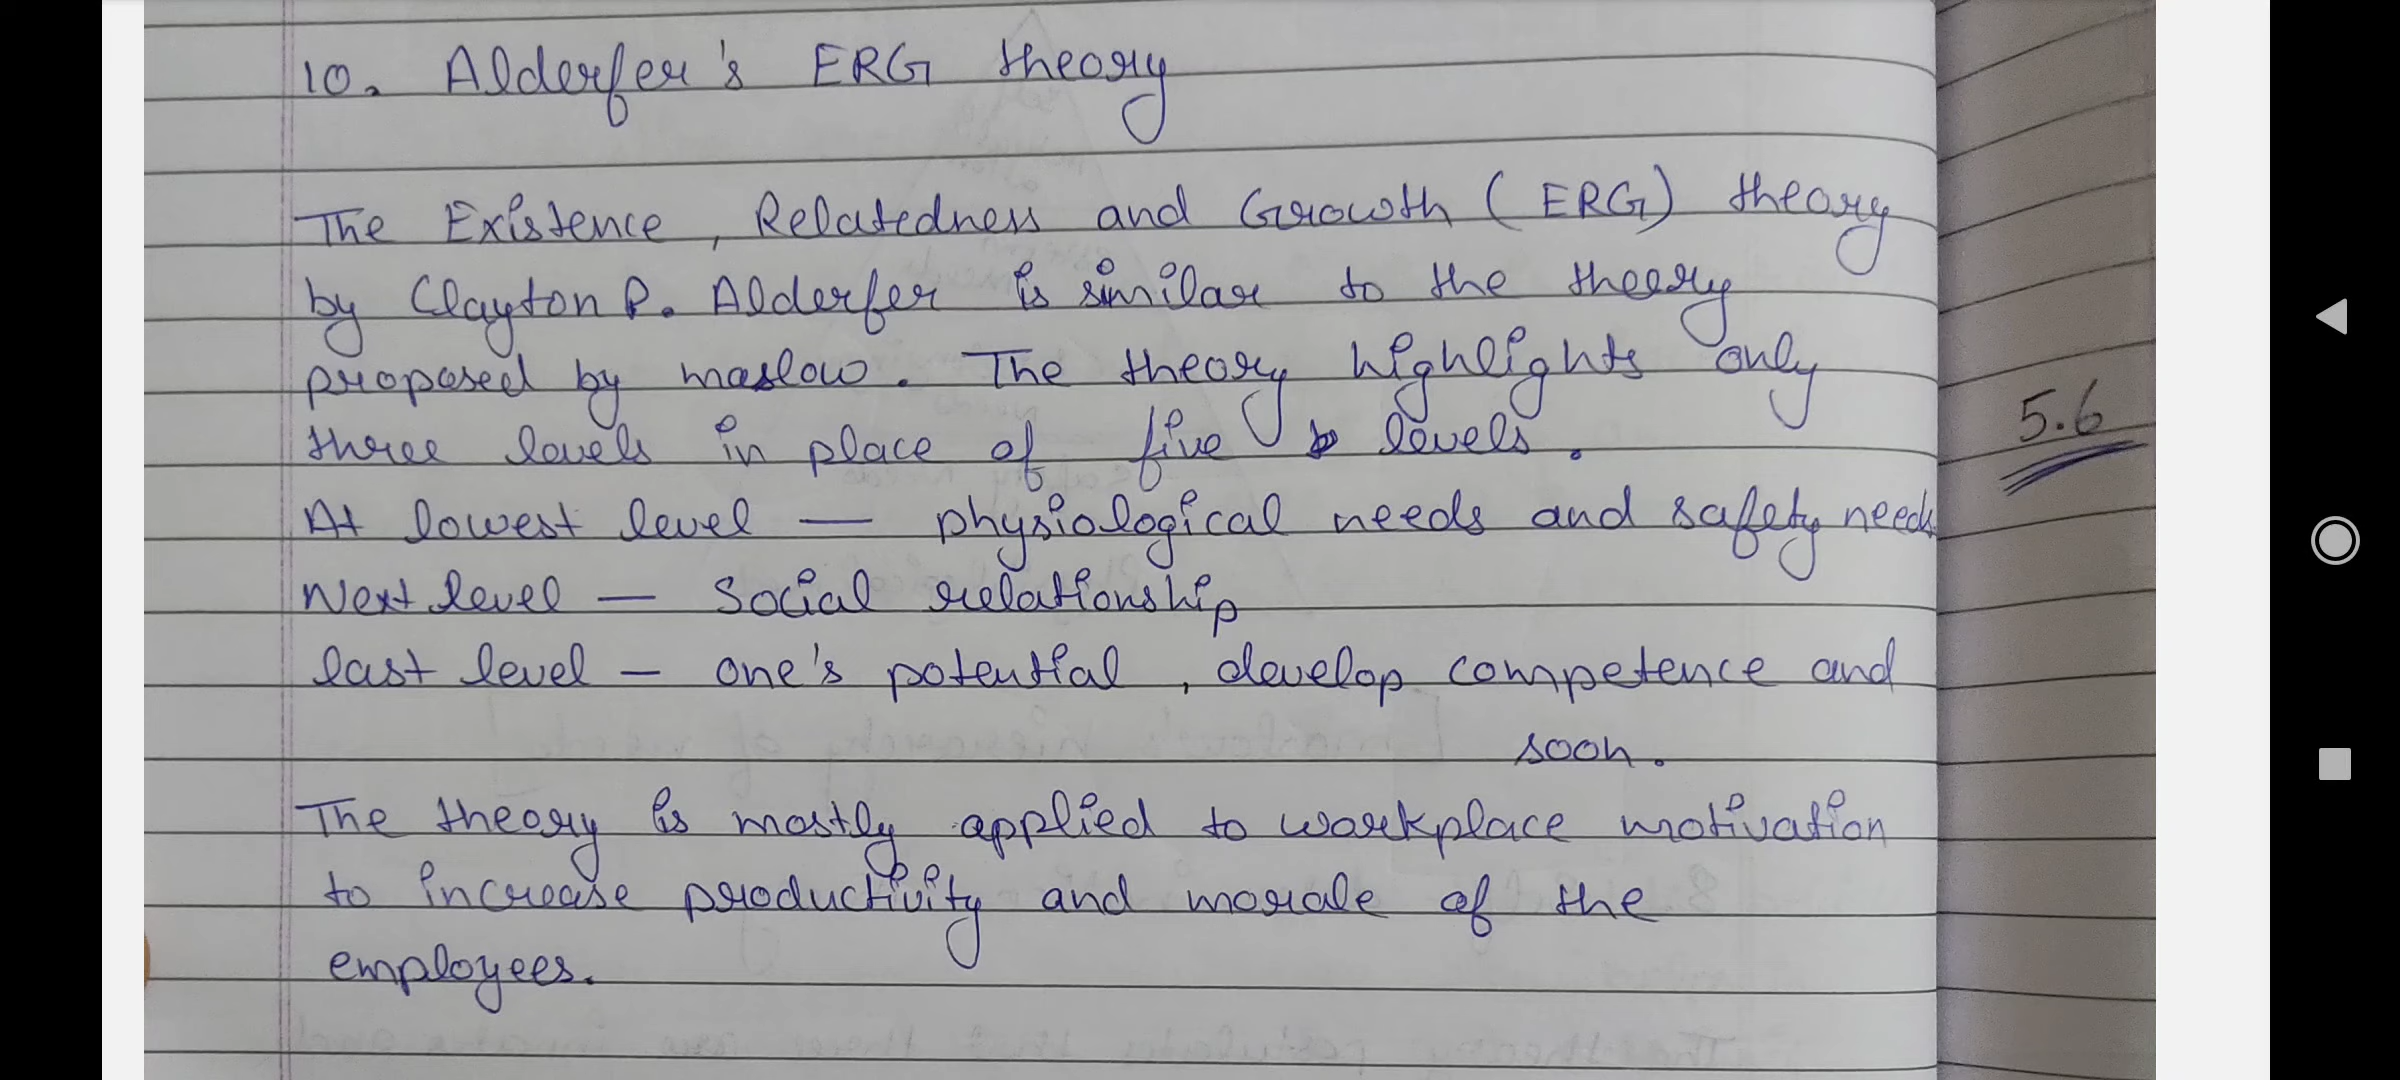 10. Alderfer's ERG theory
The Existence, Relatedness and Growth (ERG) theory
by Clayton P. Alderfer is similar to the theory
proposed by maslow. The theory highlights only
three levels in place of five levels.
At lowest level — physiological needs and safety needs
Next level — Social relationship
last level — one's potential, develop competence and
soon.
The theory is mostly applied to workplace motivation
to increase productivity and morale of the
employees.
5.6